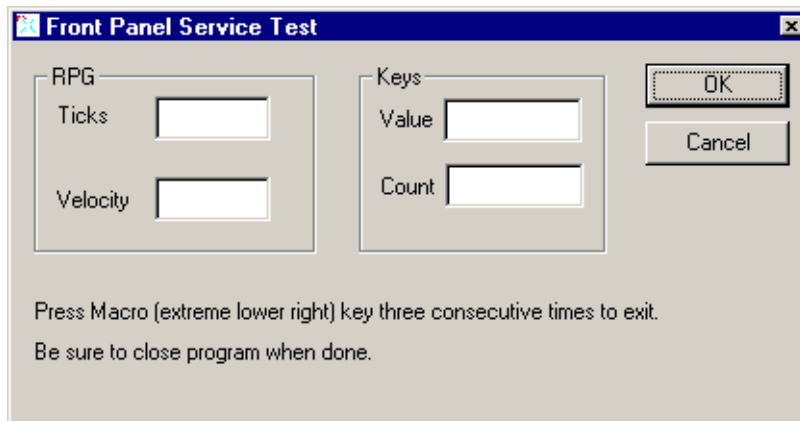 Front Panel Service Test
RPG
Ticks
Velocity
Keys
Value
Count
OK
Cancel
Press Macro (extreme lower right) key three consecutive times to exit.
Be sure to close program when done.